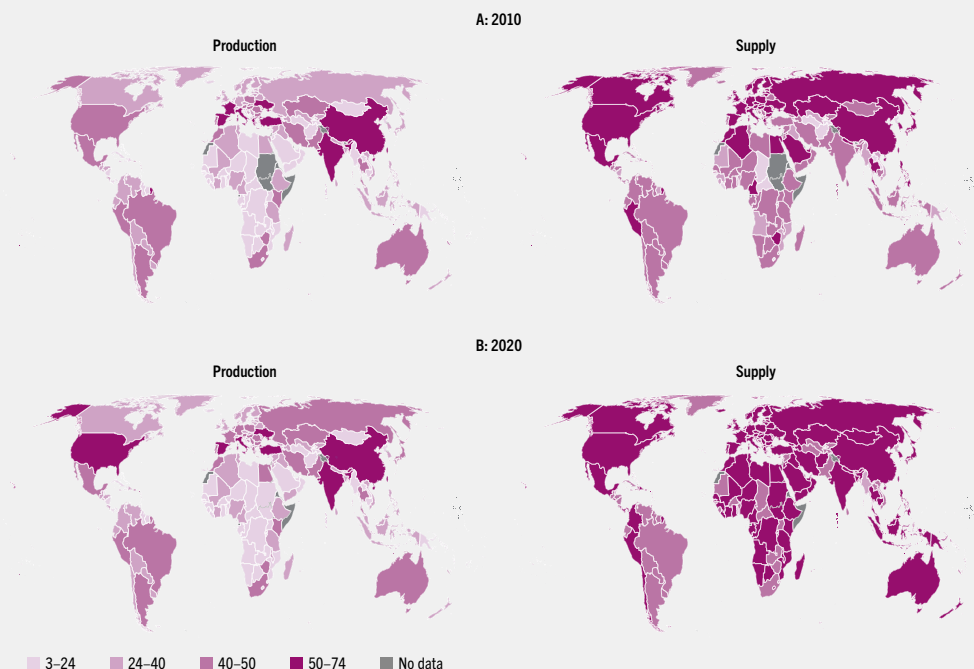 A: 2010
Production
Supply
B: 2020
Production
Supply
3–24
24–40
40–50
50–74
No data